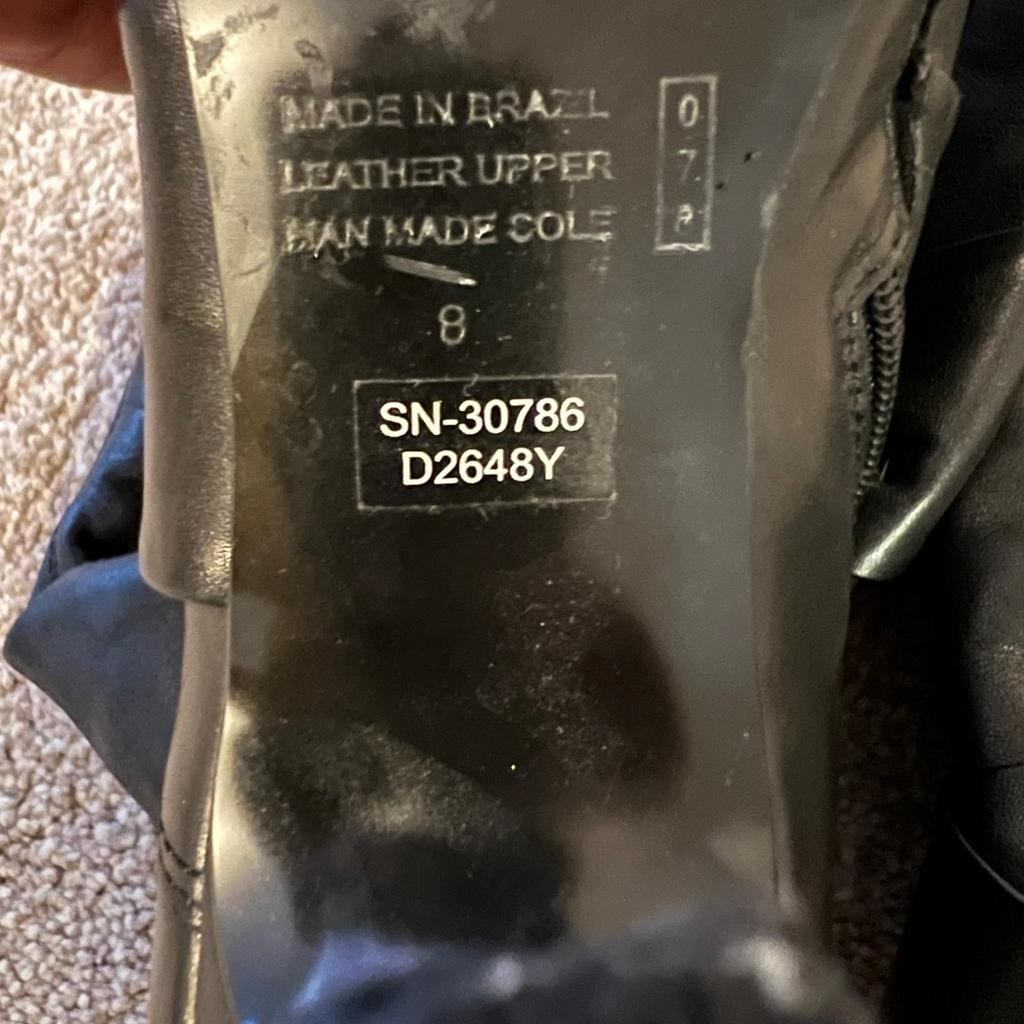 MADE IN BRAZIL
LEATHER UPPER
MAN MADE SOLE
8
SN-30786
D2648Y
0
7